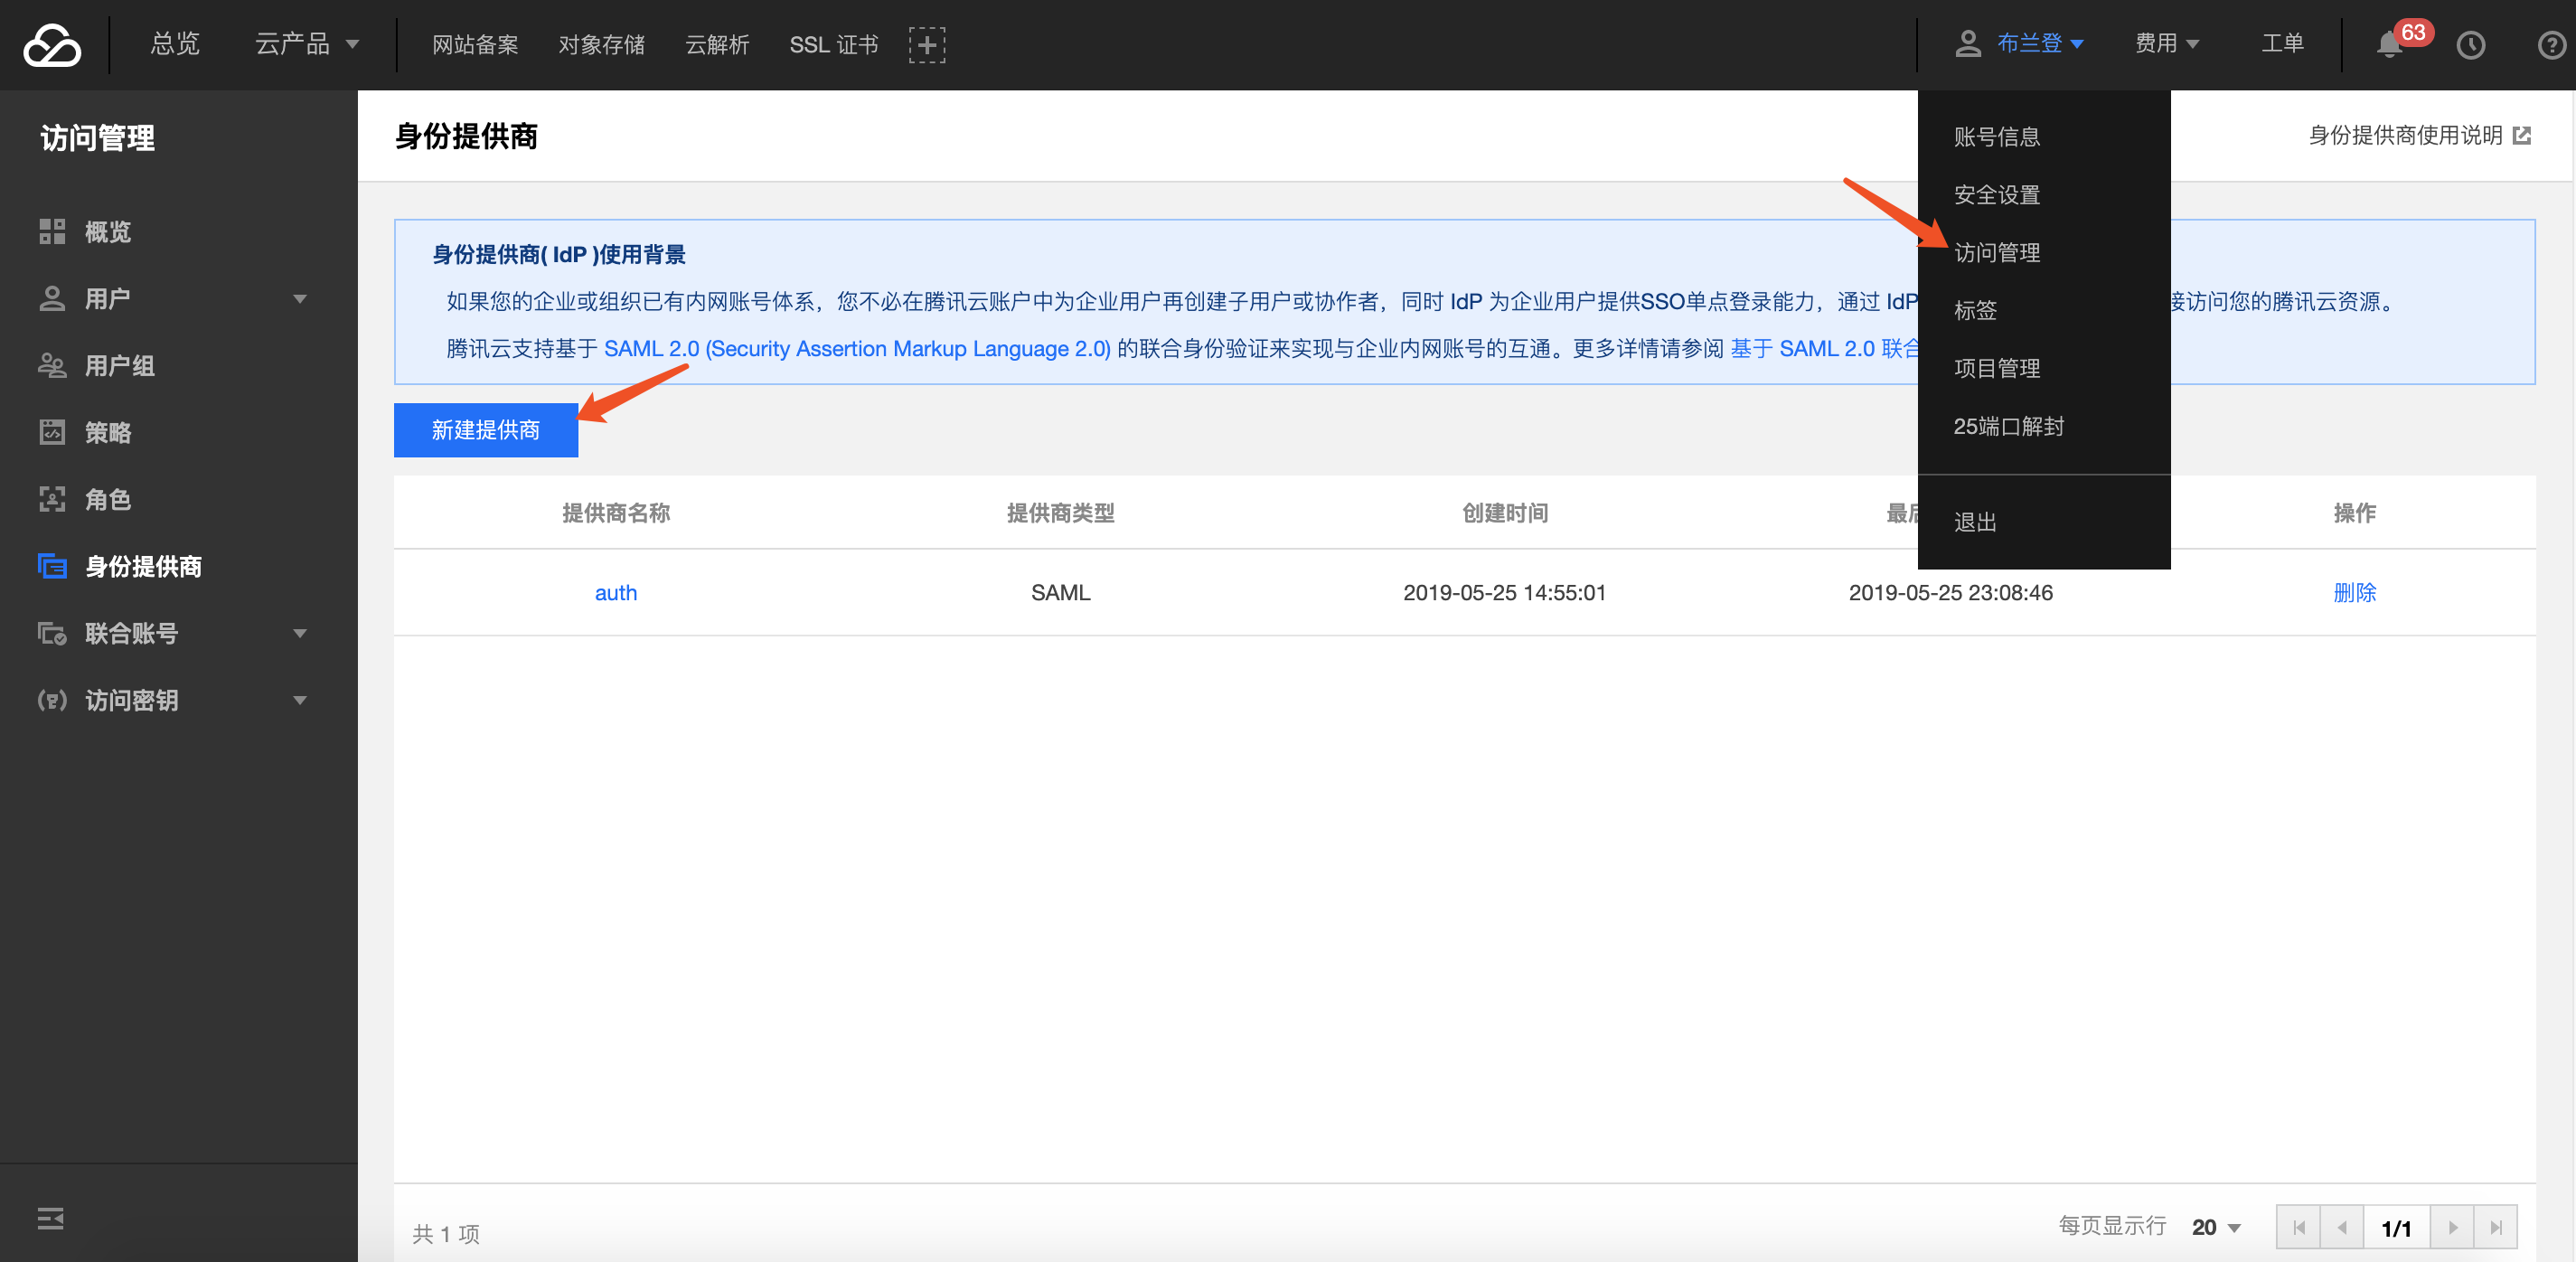 总览
云产品
网站备案
对象存储
云解析
SSL 证书
布兰登
费用
工单
63
访问管理
概览
用户
用户组
策略
角色
身份提供商
联合账号
访问密钥
身份提供商
身份提供商使用说明
账号信息
安全设置
访问管理
标签
项目管理
25端口解封
退出
身份提供商( IdP )使用背景
如果您的企业或组织已有内网账号体系，您不必在腾讯云账户中为企业用户再创建子用户或协作者，同时 IdP 为企业用户提供SSO单点登录能力，通过 IdP 接访问您的腾讯云资源。
腾讯云支持基于 SAML 2.0 (Security Assertion Markup Language 2.0) 的联合身份验证来实现与企业内网账号的互通。更多详情请参阅 基于 SAML 2.0 联合
新建提供商
提供商名称 提供商类型 创建时间 最后 操作
auth SAML 2019-05-25 14:55:01 2019-05-25 23:08:46 删除
共 1 项
每页显示行 20
1/1